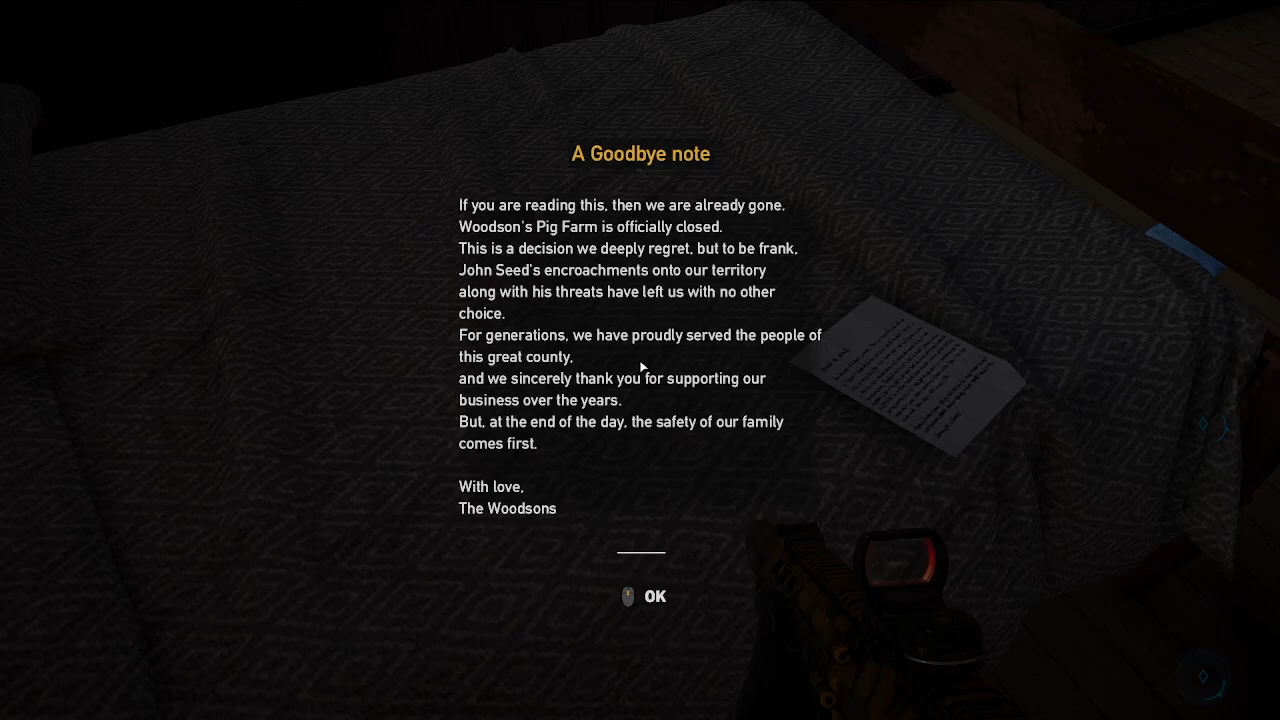 A Goodbye note
If you are reading this, then we are already gone.
Woodson's Pig Farm is officially closed.
This is a decision we deeply regret, but to be frank,
John Seed's encroachments onto our territory
along with his threats have left us with no other
choice.
For generations, we have proudly served the people of
this great county,
and we sincerely thank you for supporting our
business over the years.
But, at the end of the day, the safety of our family
comes first.
With love,
The Woodsons
OK